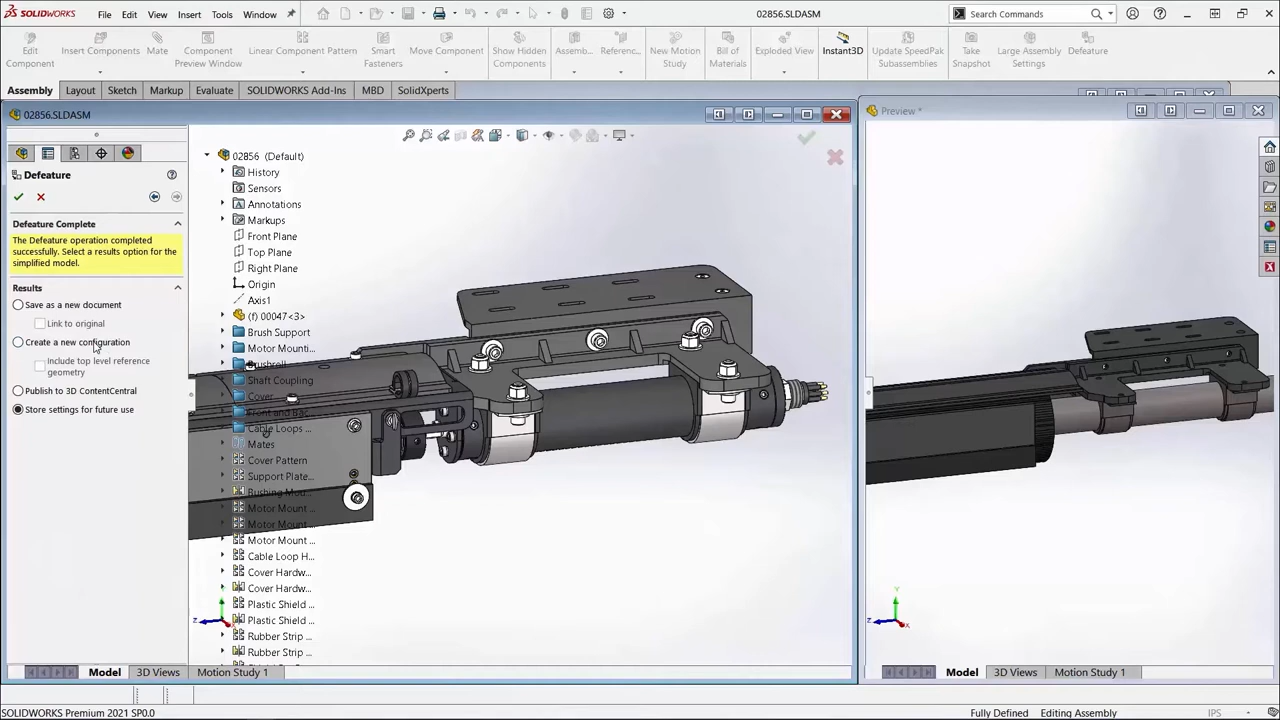 SOLIDWORKS
File
Edit
View
Insert
Tools
Window
02856.SLDASM
Search Commands
Edit
Component
Insert Components
Mate
Component
Preview Window
Linear Component Pattern
Smart
Fasteners
Move Component
Show Hidden
Components
Assemb...
Referenc...
New Motion
Study
Bill of
Materials
Exploded View
Instant3D
Update SpeedPak
Subassemblies
Take
Snapshot
Large Assembly
Settings
Defeature
Assembly
Layout
Sketch
Markup
Evaluate
SOLIDWORKS Add-Ins
MBD
SolidXperts
02856.SLDASM
Preview *
Defeature
Defeature Complete
The Defeature operation completed
successfully. Select a results option for the
simplified model.
Results
Save as a new document
Link to original
Create a new configuration
Include top level reference
geometry
Publish to 3D ContentCentral
Store settings for future use
02856 (Default)
History
Sensors
Annotations
Markups
Front Plane
Top Plane
Right Plane
Origin
Axis1
(f) 00047<3>
Brush Support
Motor Mounti...
Brushroll
Shaft Coupling
Cover
Front and Bac...
Cable Loops ...
Mates
Cover Pattern
Support Plate...
Bushing Mou...
Motor Mount ...
Motor Mount ...
Motor Mount ...
Cable Loop H...
Cover Hardw...
Cover Hardw...
Plastic Shield ...
Plastic Shield ...
Rubber Strip ...
Rubber Strip ...
Y
Z
X
Y
Z
X
Model
3D Views
Motion Study 1
Model
3D Views
Motion Study 1
SOLIDWORKS Premium 2021 SP0.0
Fully Defined
Editing Assembly
IPS